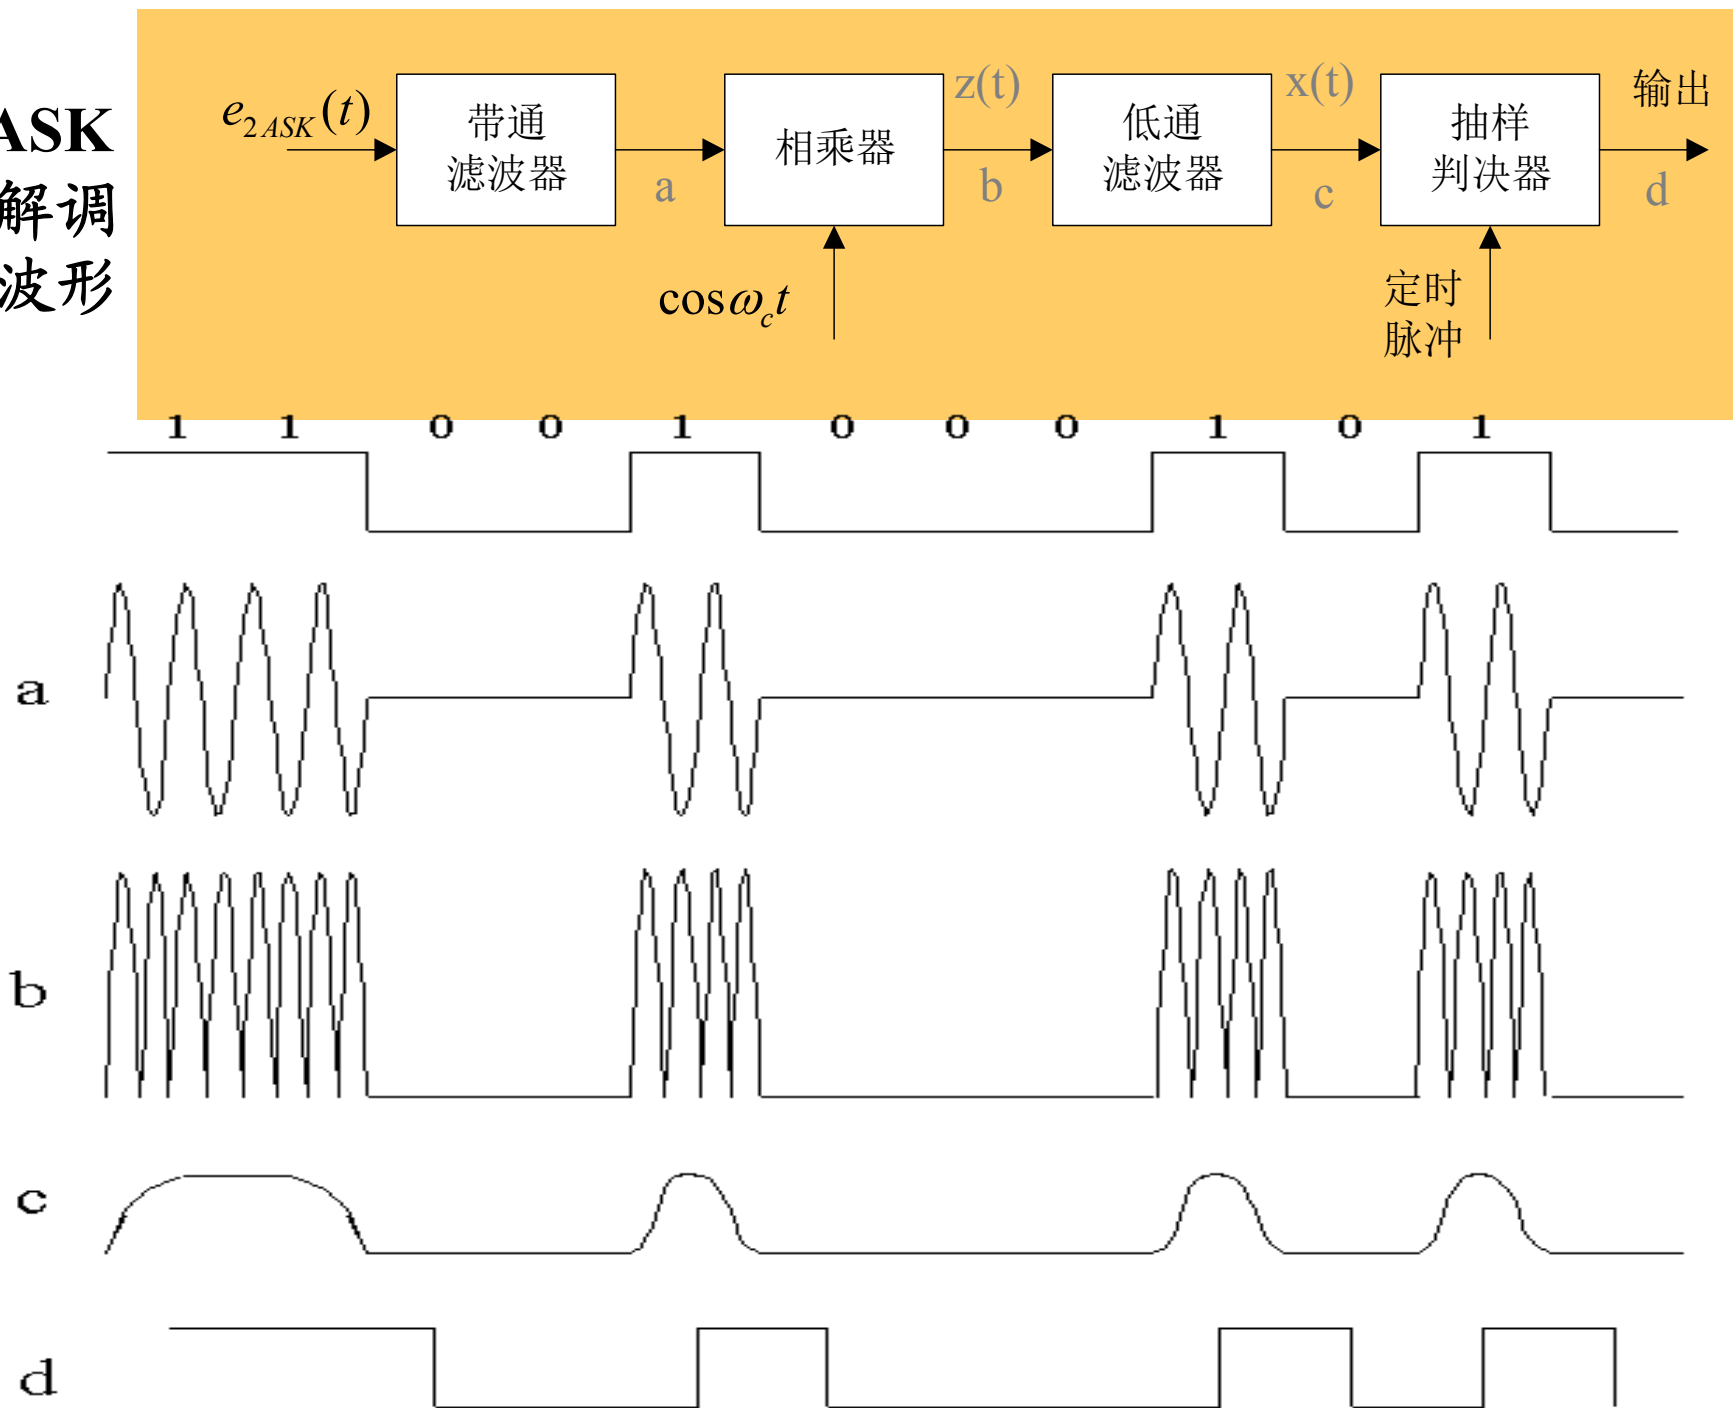 ASK
解调
波形
e2ASK(t)
带通
滤波器
a
相乘器
cosωct
z(t)
b
低通
滤波器
x(t)
c
抽样
判决器
定时
脉冲
输出
d
1 1 0 0 1 0 0 0 1 0 1
a
b
c
d